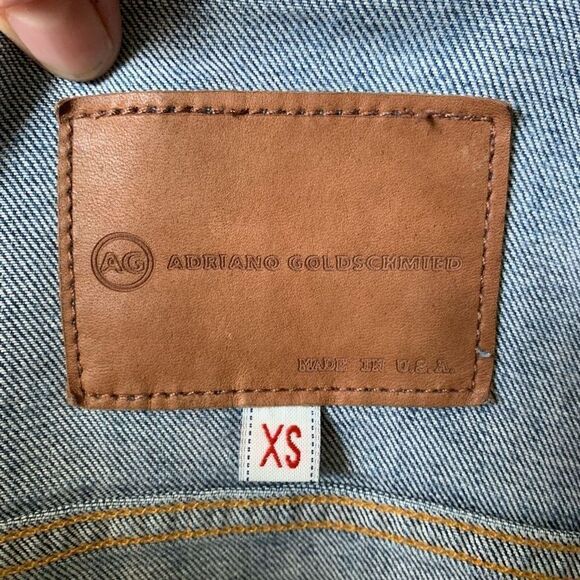 AG ADRIANO GOLDSCHMIED
MADE IN U.S.A.
XS